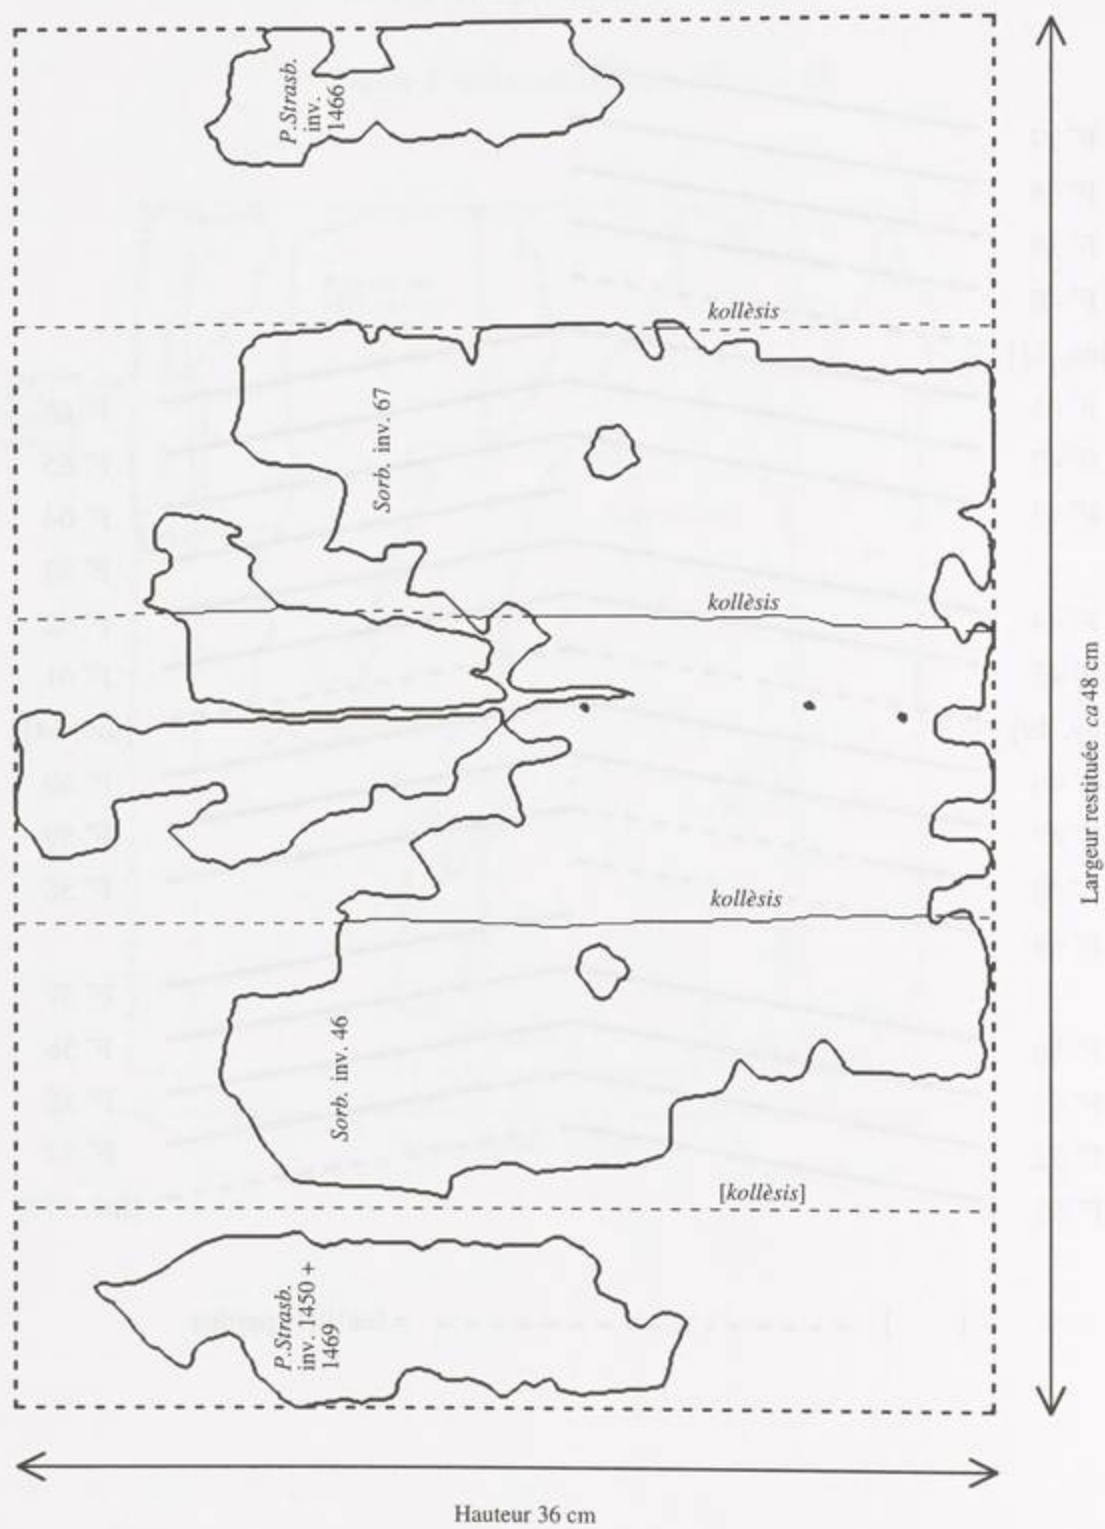 P.Strasb.
inv.
1466
kollèsis
Sorb. inv. 67
kollèsis
kollèsis
Sorb. inv. 46
[kollèsis]
P.Strasb.
inv. 1450 +
1469
Largeur restituée ca 48 cm
Hauteur 36 cm